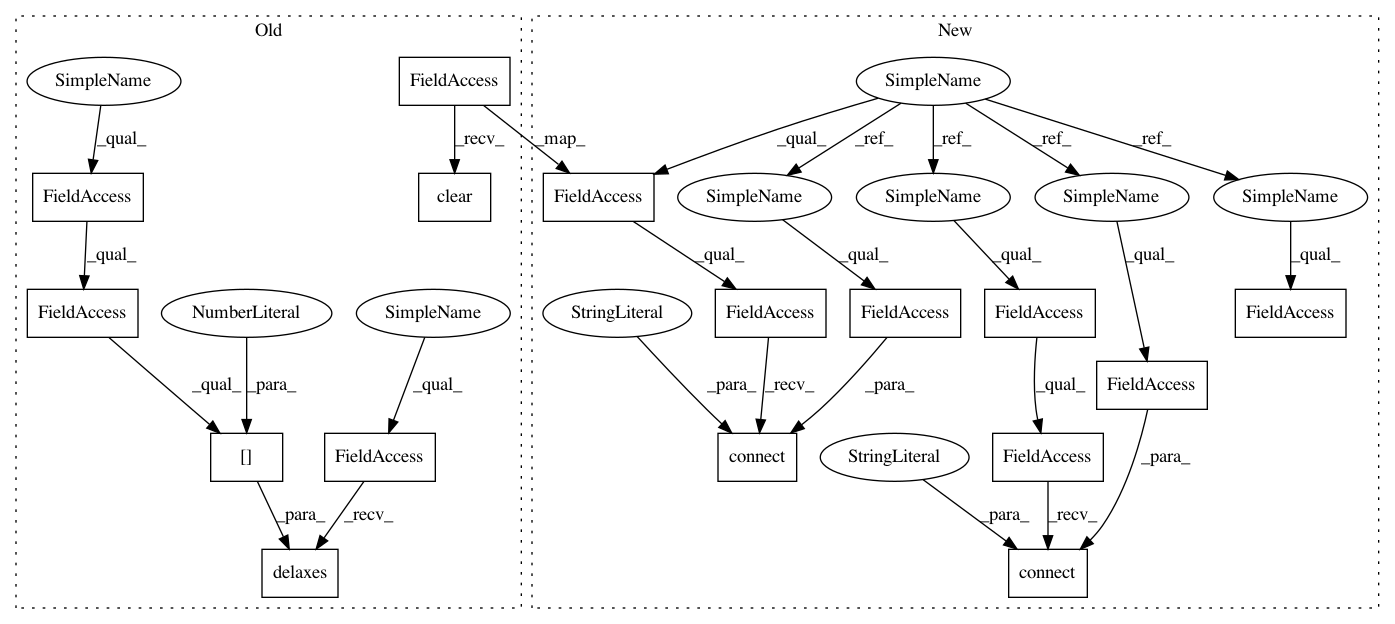 Old
New
SimpleName
FieldAccess
SimpleName
_qual_
_recv_
_map_
_qual_
_ref_
_ref_
_ref_
_ref_
FieldAccess
clear
FieldAccess
SimpleName
SimpleName
SimpleName
SimpleName
_qual_
_qual_
_qual_
_qual_
_qual_
_qual_
FieldAccess
NumberLiteral
SimpleName
StringLiteral
FieldAccess
FieldAccess
FieldAccess
FieldAccess
_qual_
_para_
_qual_
_para_
_recv_
_para_
_qual_
FieldAccess
[]
FieldAccess
connect
StringLiteral
FieldAccess
_para_
_para_
_recv_
_para_
_recv_
delaxes
connect